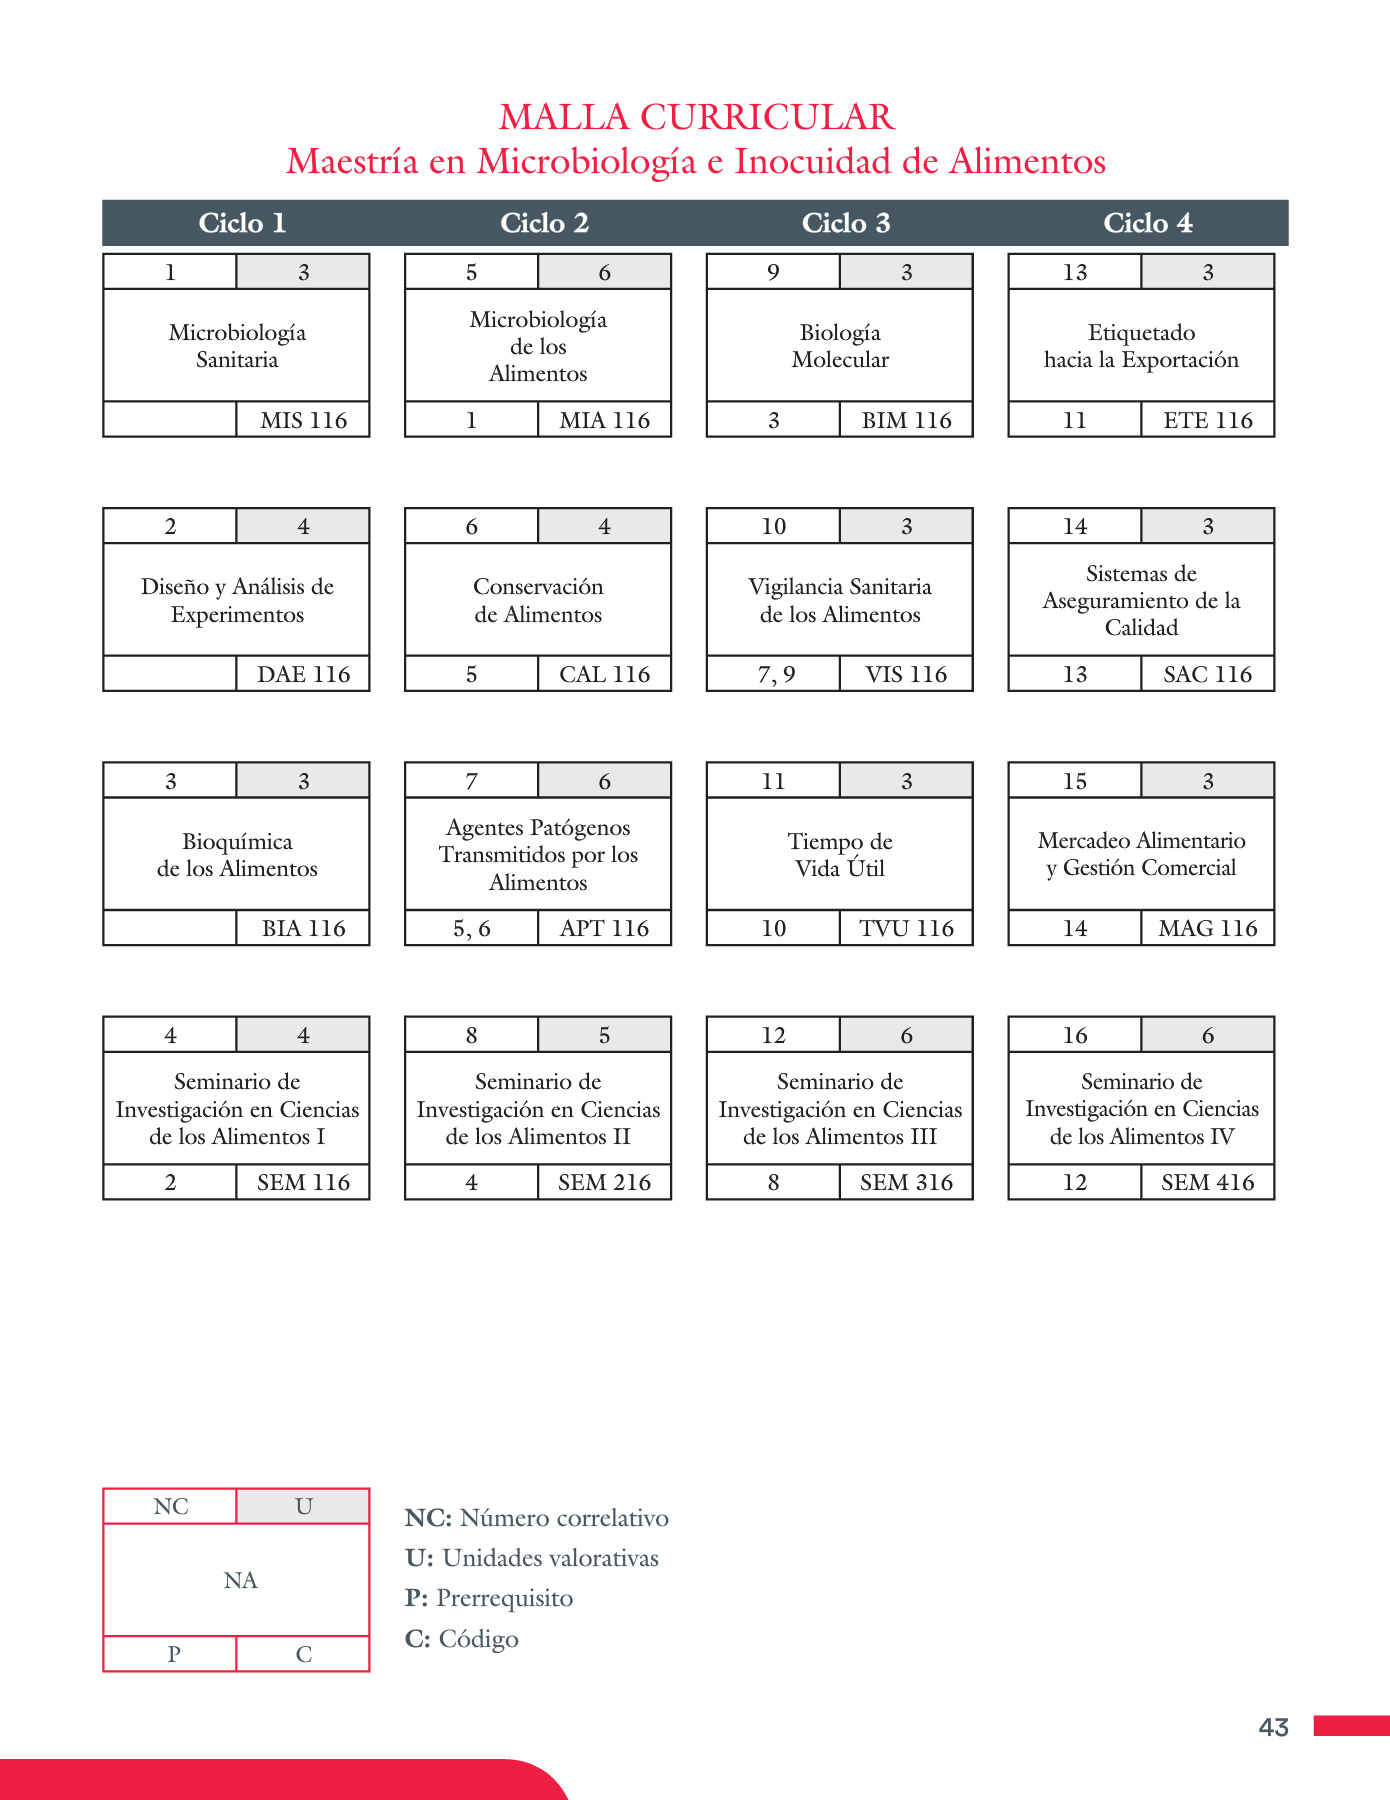 MALLA CURRICULAR
Maestría en Microbiología e Inocuidad de Alimentos
Ciclo 1 Ciclo 2 Ciclo 3 Ciclo 4
1 3
Microbiología
Sanitaria
MIS 116
5 6
Microbiología
de los
Alimentos
1 MIA 116
9 3
Biología
Molecular
3 BIM 116
13 3
Etiquetado
hacia la Exportación
11 ETE 116
2 4
Diseño y Análisis de
Experimentos
DAE 116
6 4
Conservación
de Alimentos
5 CAL 116
10 3
Vigilancia Sanitaria
de los Alimentos
7, 9 VIS 116
14 3
Sistemas de
Aseguramiento de la
Calidad
13 SAC 116
3 3
Bioquímica
de los Alimentos
BIA 116
7 6
Agentes Patógenos
Transmitidos por los
Alimentos
5, 6 APT 116
11 3
Tiempo de
Vida Útil
10 TVU 116
15 3
Mercadeo Alimentario
y Gestión Comercial
14 MAG 116
4 4
Seminario de
Investigación en Ciencias
de los Alimentos I
2 SEM 116
8 5
Seminario de
Investigación en Ciencias
de los Alimentos II
4 SEM 216
12 6
Seminario de
Investigación en Ciencias
de los Alimentos III
8 SEM 316
16 6
Seminario de
Investigación en Ciencias
de los Alimentos IV
12 SEM 416
NC U
NA
P C
NC: Número correlativo
U: Unidades valorativas
P: Prerrequisito
C: Código
43